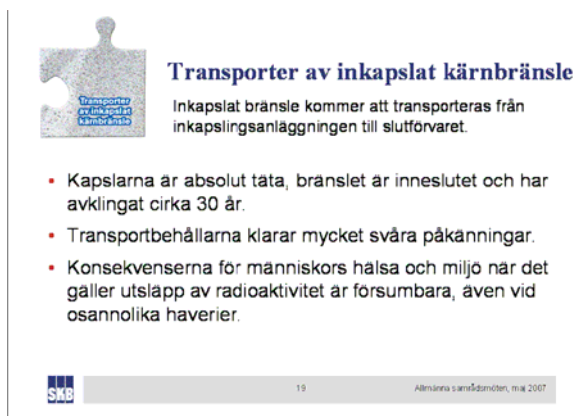 Transporter av inkapslat kärnbränsle
Transporter
av inkapslat
kärnbränsle
Inkapslat bränsle kommer att transporteras från
inkapslingsanläggningen till slutförvaret.
• Kapslarna är absolut täta, bränslet är inneslutet och har
avklingat cirka 30 år.
• Transportbehållarna klarar mycket svåra påkänningar.
• Konsekvenserna för människors hälsa och miljö när det
gäller utsläpp av radioaktivitet är försumbara, även vid
osannolika haverier.
SKB
19
Allmänna samrådsmöten, maj 2007